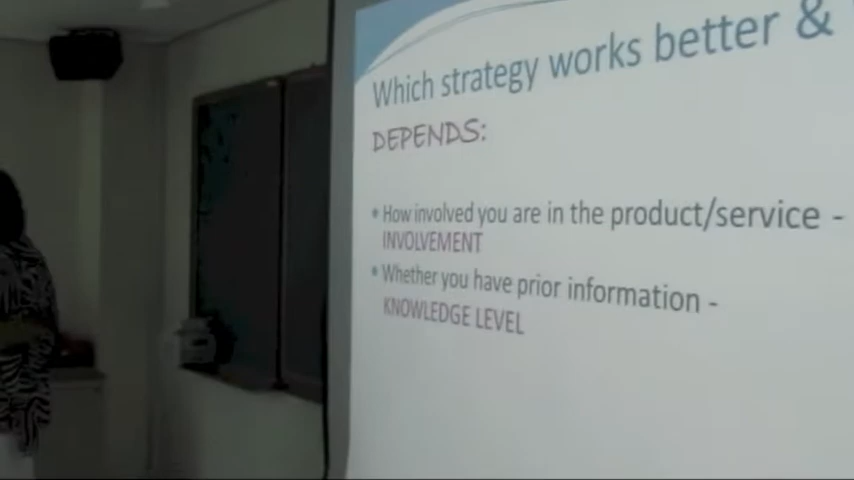 Which strategy works better &
DEPENDS:
• How involved you are in the product/service -
INVOLVEMENT
• Whether you have prior information -
KNOWLEDGE LEVEL